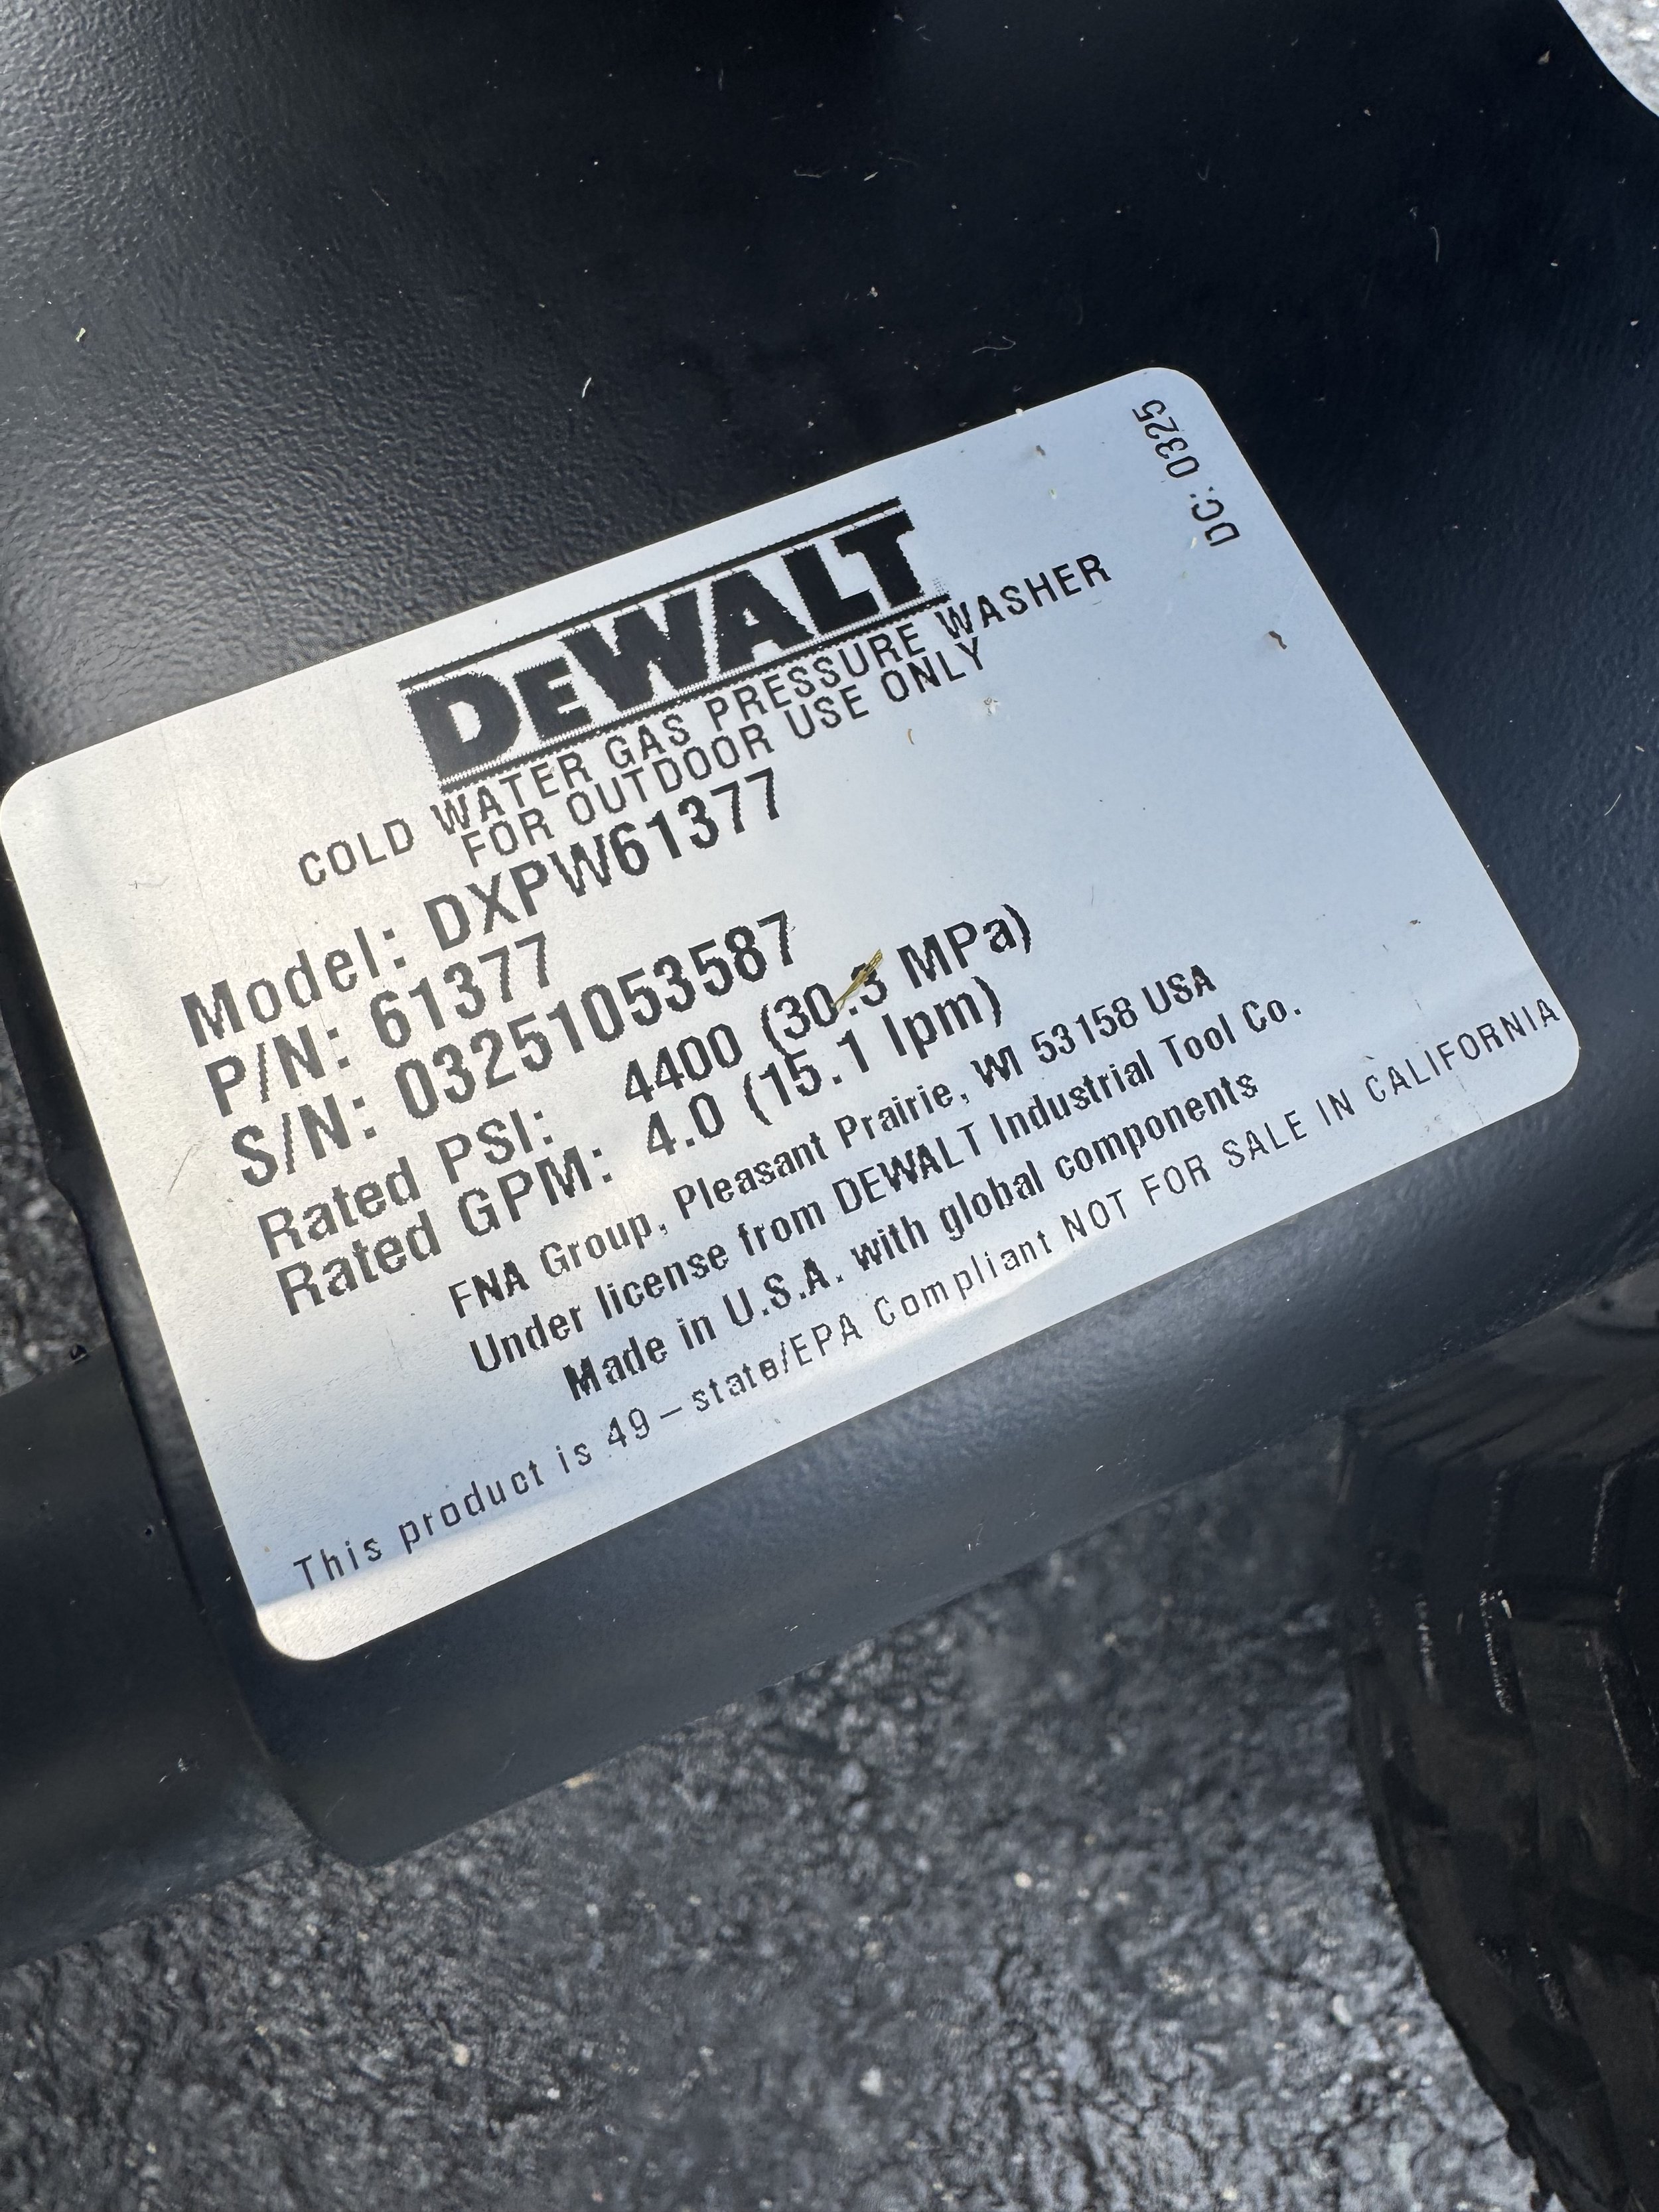 DEWALT
COLD WATER GAS PRESSURE WASHER
FOR OUTDOOR USE ONLY
Model: DXPW61377
P/N: 61377
S/N: 03251053587
Rated PSI: 4400 (30.3 MPa)
Rated GPM: 4.0 (15.1 lpm)
FNA Group, Pleasant Prairie, WI 53158 USA
Under license from DEWALT Industrial Tool Co.
Made in U.S.A. with global components
This product is 49-state/EPA Compliant NOT FOR SALE IN CALIFORNIA
DC: 0325